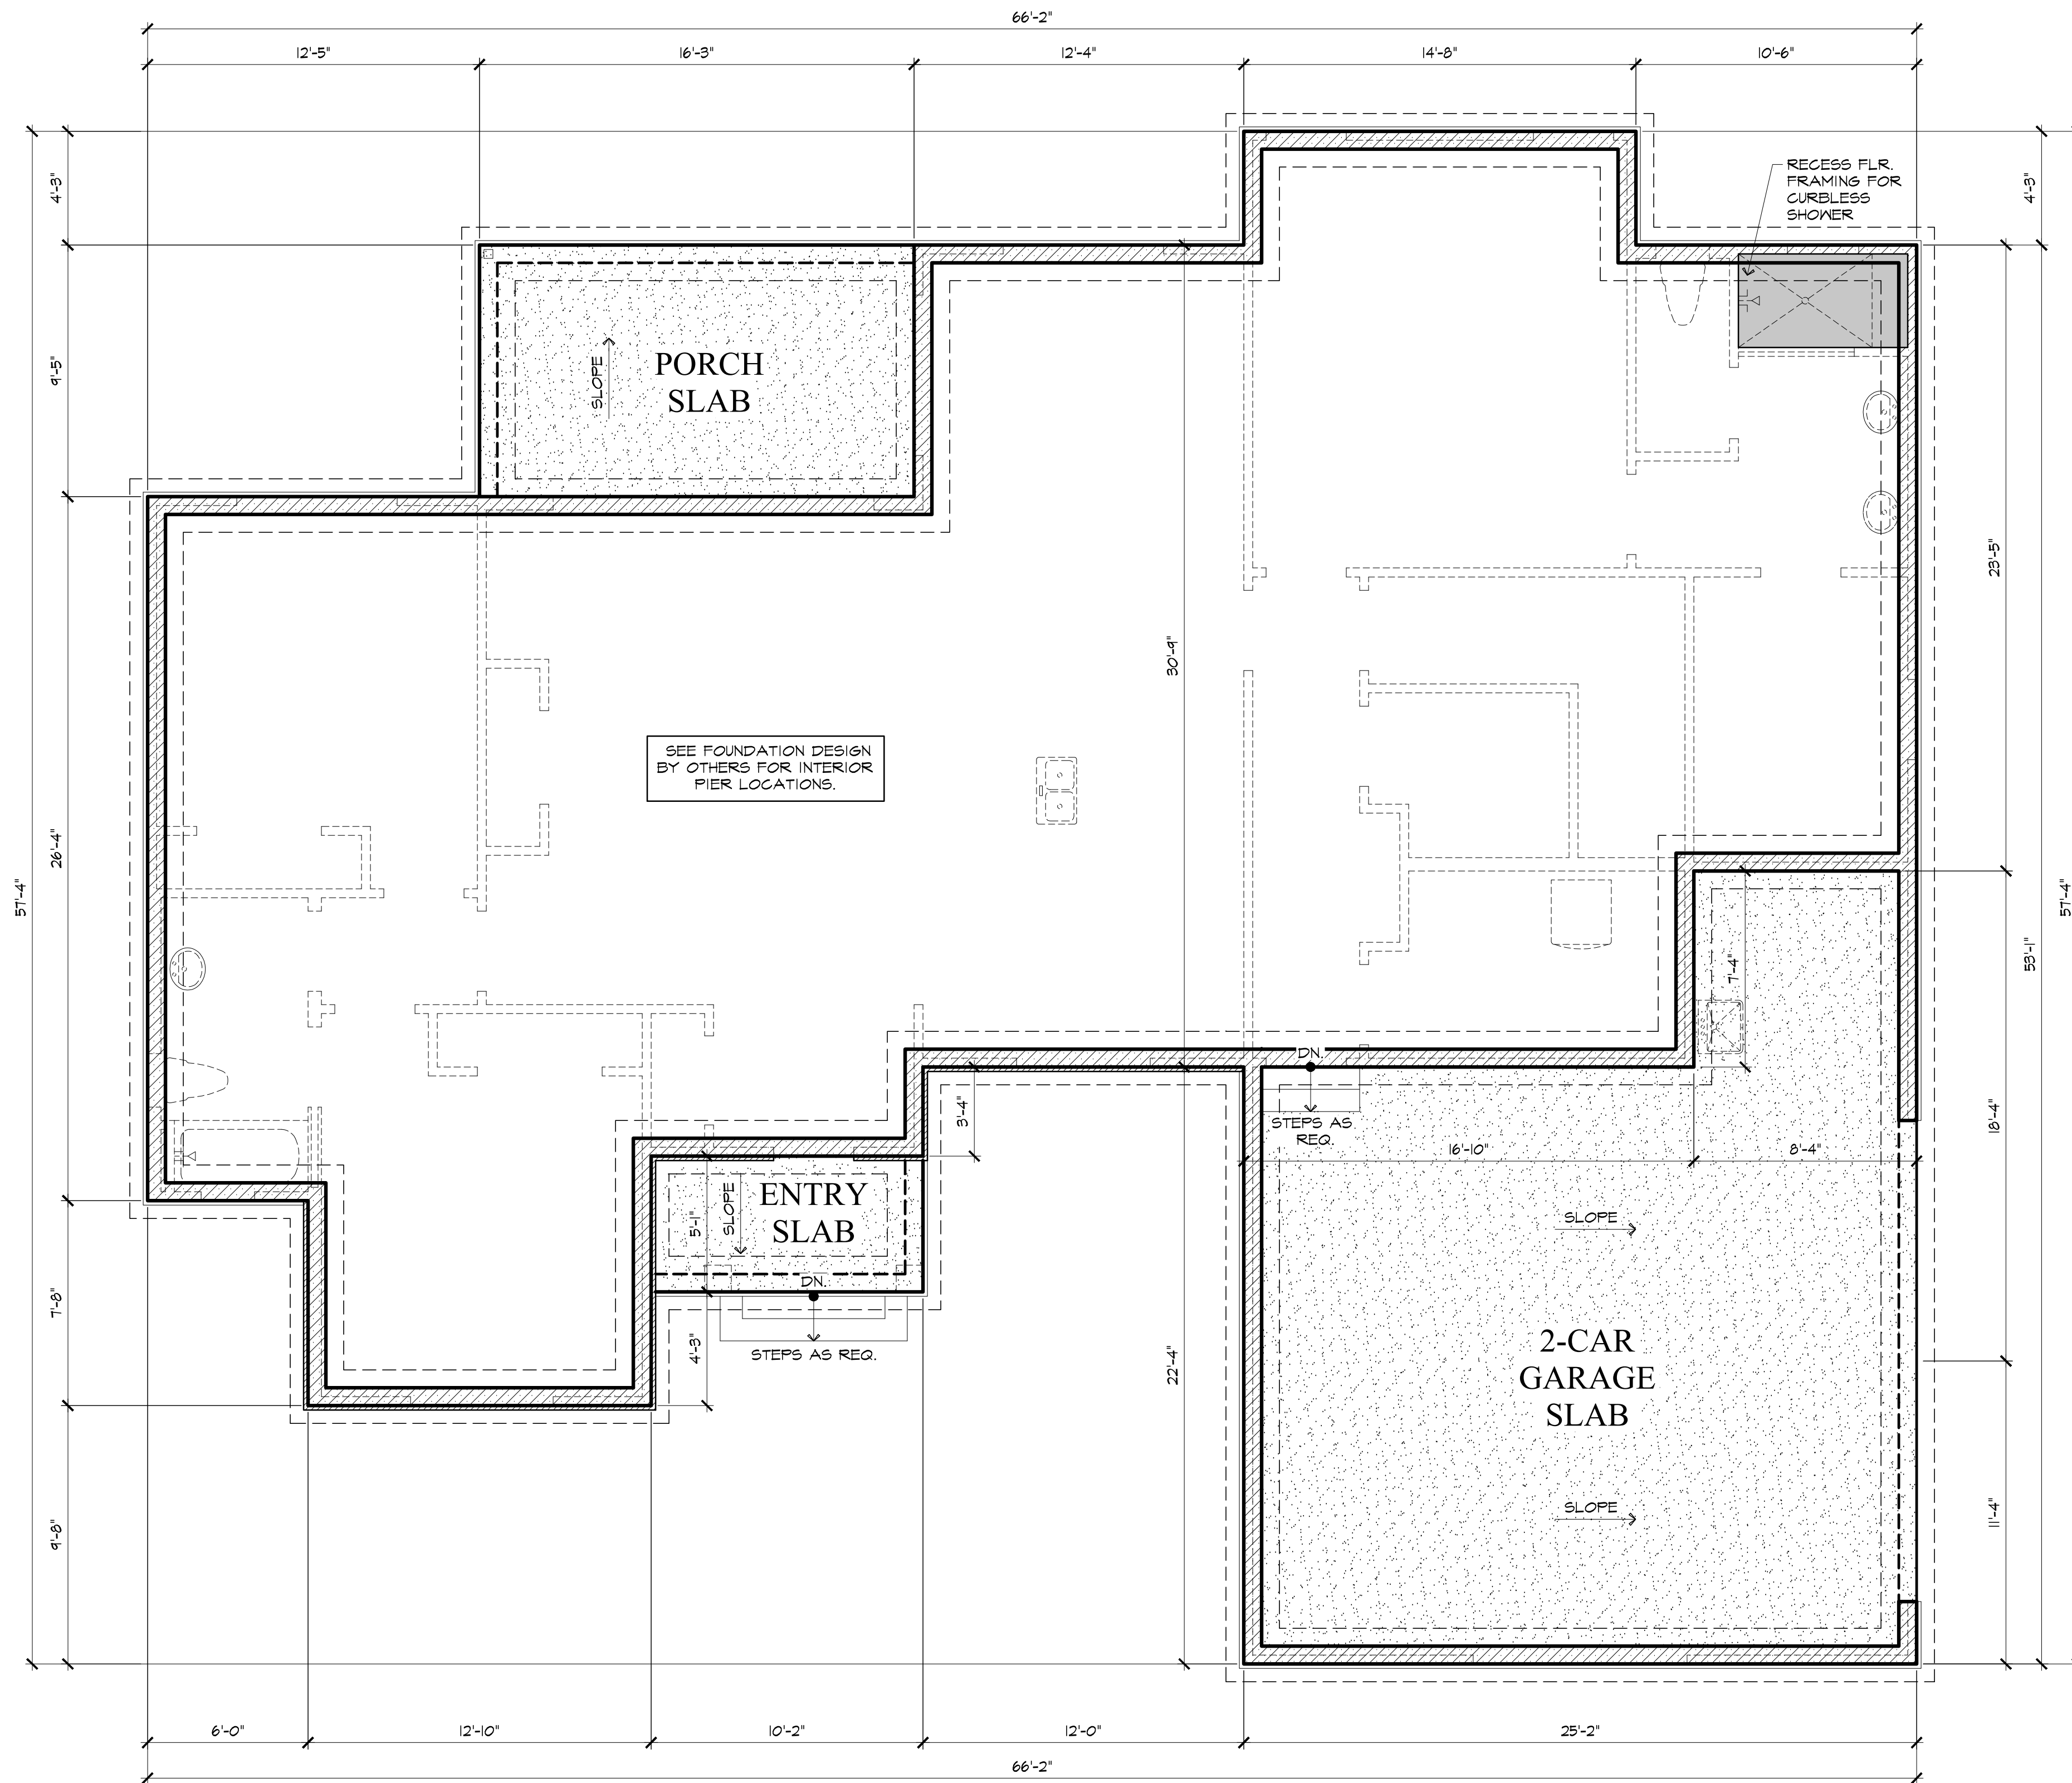 66'-2"
12'-5"
16'-3"
12'-4"
14'-8"
10'-6"
4'-3"
4'-3"
RECESS FLR.
FRAMING FOR
CURBLESS
SHOWER
9'-5"
SLOPE
PORCH
SLAB
23'-5"
30'-9"
SEE FOUNDATION DESIGN
BY OTHERS FOR INTERIOR
PIER LOCATIONS.
26'-4"
57'-4"
57'-4"
53'-1"
7'-4"
DN.
STEPS AS
REQ.
3'-4"
16'-10"
8'-4"
18'-4"
ENTRY
SLAB
SLOPE
5'-1"
DN.
STEPS AS REQ.
4'-3"
7'-8"
SLOPE
22'-4"
2-CAR
GARAGE
SLAB
SLOPE
11'-4"
9'-8"
6'-0"
12'-10"
10'-2"
12'-0"
25'-2"
66'-2"